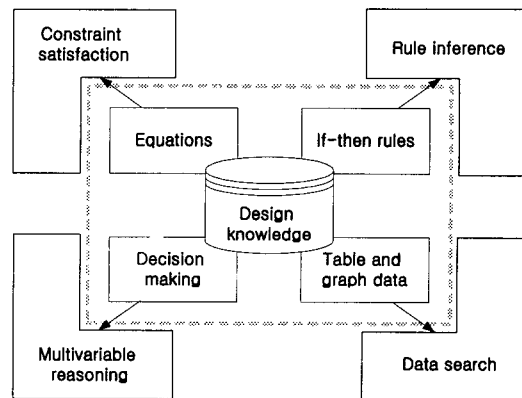 Constraint
satisfaction
Rule inference
Equations
If-then rules
Design
knowledge
Decision
making
Table and
graph data
Multivariable
reasoning
Data search